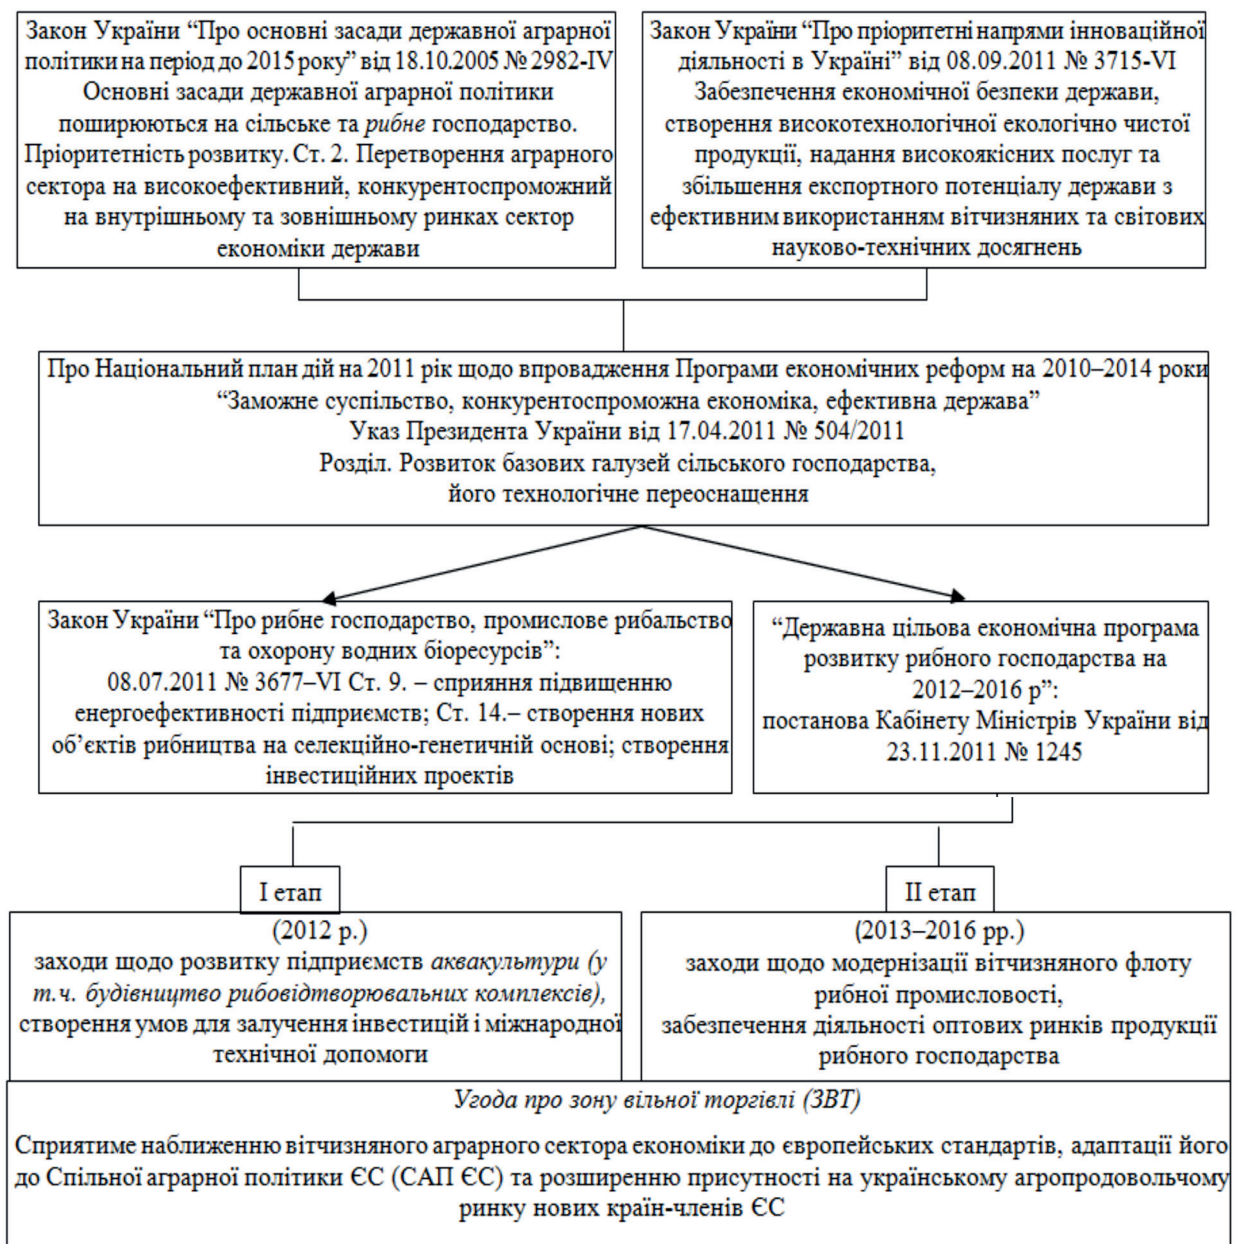 Закон України “Про основні засади державної аграрної
політики на період до 2015 року” від 18.10.2005 № 2982-IV
Основні засади державної аграрної політики
поширюються на сільське та рибне господарство.
Пріоритетність розвитку. Ст. 2. Перетворення аграрного
сектора на високоефективний, конкурентоспроможний
на внутрішньому та зовнішньому ринках сектор
економіки держави
Закон України “Про пріоритетні напрями інноваційної
діяльності в Україні” від 08.09.2011 № 3715-VI
Забезпечення економічної безпеки держави,
створення високотехнологічної екологічно чистої
продукції, надання високоякісних послуг та
збільшення експортного потенціалу держави з
ефективним використанням вітчизняних та світових
науково-технічних досягнень
Про Національний план дій на 2011 рік щодо впровадження Програми економічних реформ на 2010–2014 роки
“Заможне суспільство, конкурентоспроможна економіка, ефективна держава”
Указ Президента України від 17.04.2011 № 504/2011
Розділ. Розвиток базових галузей сільського господарства,
його технологічне переоснащення
Закон України “Про рибне господарство, промислове рибальство
та охорону водних біоресурсів”:
08.07.2011 № 3677–VI Ст. 9. – сприяння підвищенню
енергоефективності підприємств; Ст. 14.– створення нових
об’єктів рибництва на селекційно-генетичній основі; створення
інвестиційних проектів
“Державна цільова економічна програма
розвитку рибного господарства на
2012–2016 р”:
постанова Кабінету Міністрів України від
23.11.2011 № 1245
I етап
(2012 р.)
заходи щодо розвитку підприємств аквакультури (у
т.ч. будівництво рибовідтворювальних комплексів),
створення умов для залучення інвестицій і міжнародної
технічної допомоги
II етап
(2013–2016 рр.)
заходи щодо модернізації вітчизняного флоту
рибної промисловості,
забезпечення діяльності оптових ринків продукції
рибного господарства
Угода про зону вільної торгівлі (ЗВТ)
Сприятиме наближенню вітчизняного аграрного сектора економіки до європейських стандартів, адаптації його
до Спільної аграрної політики ЄС (САП ЄС) та розширенню присутності на українському агропродовольчому
ринку нових країн-членів ЄС